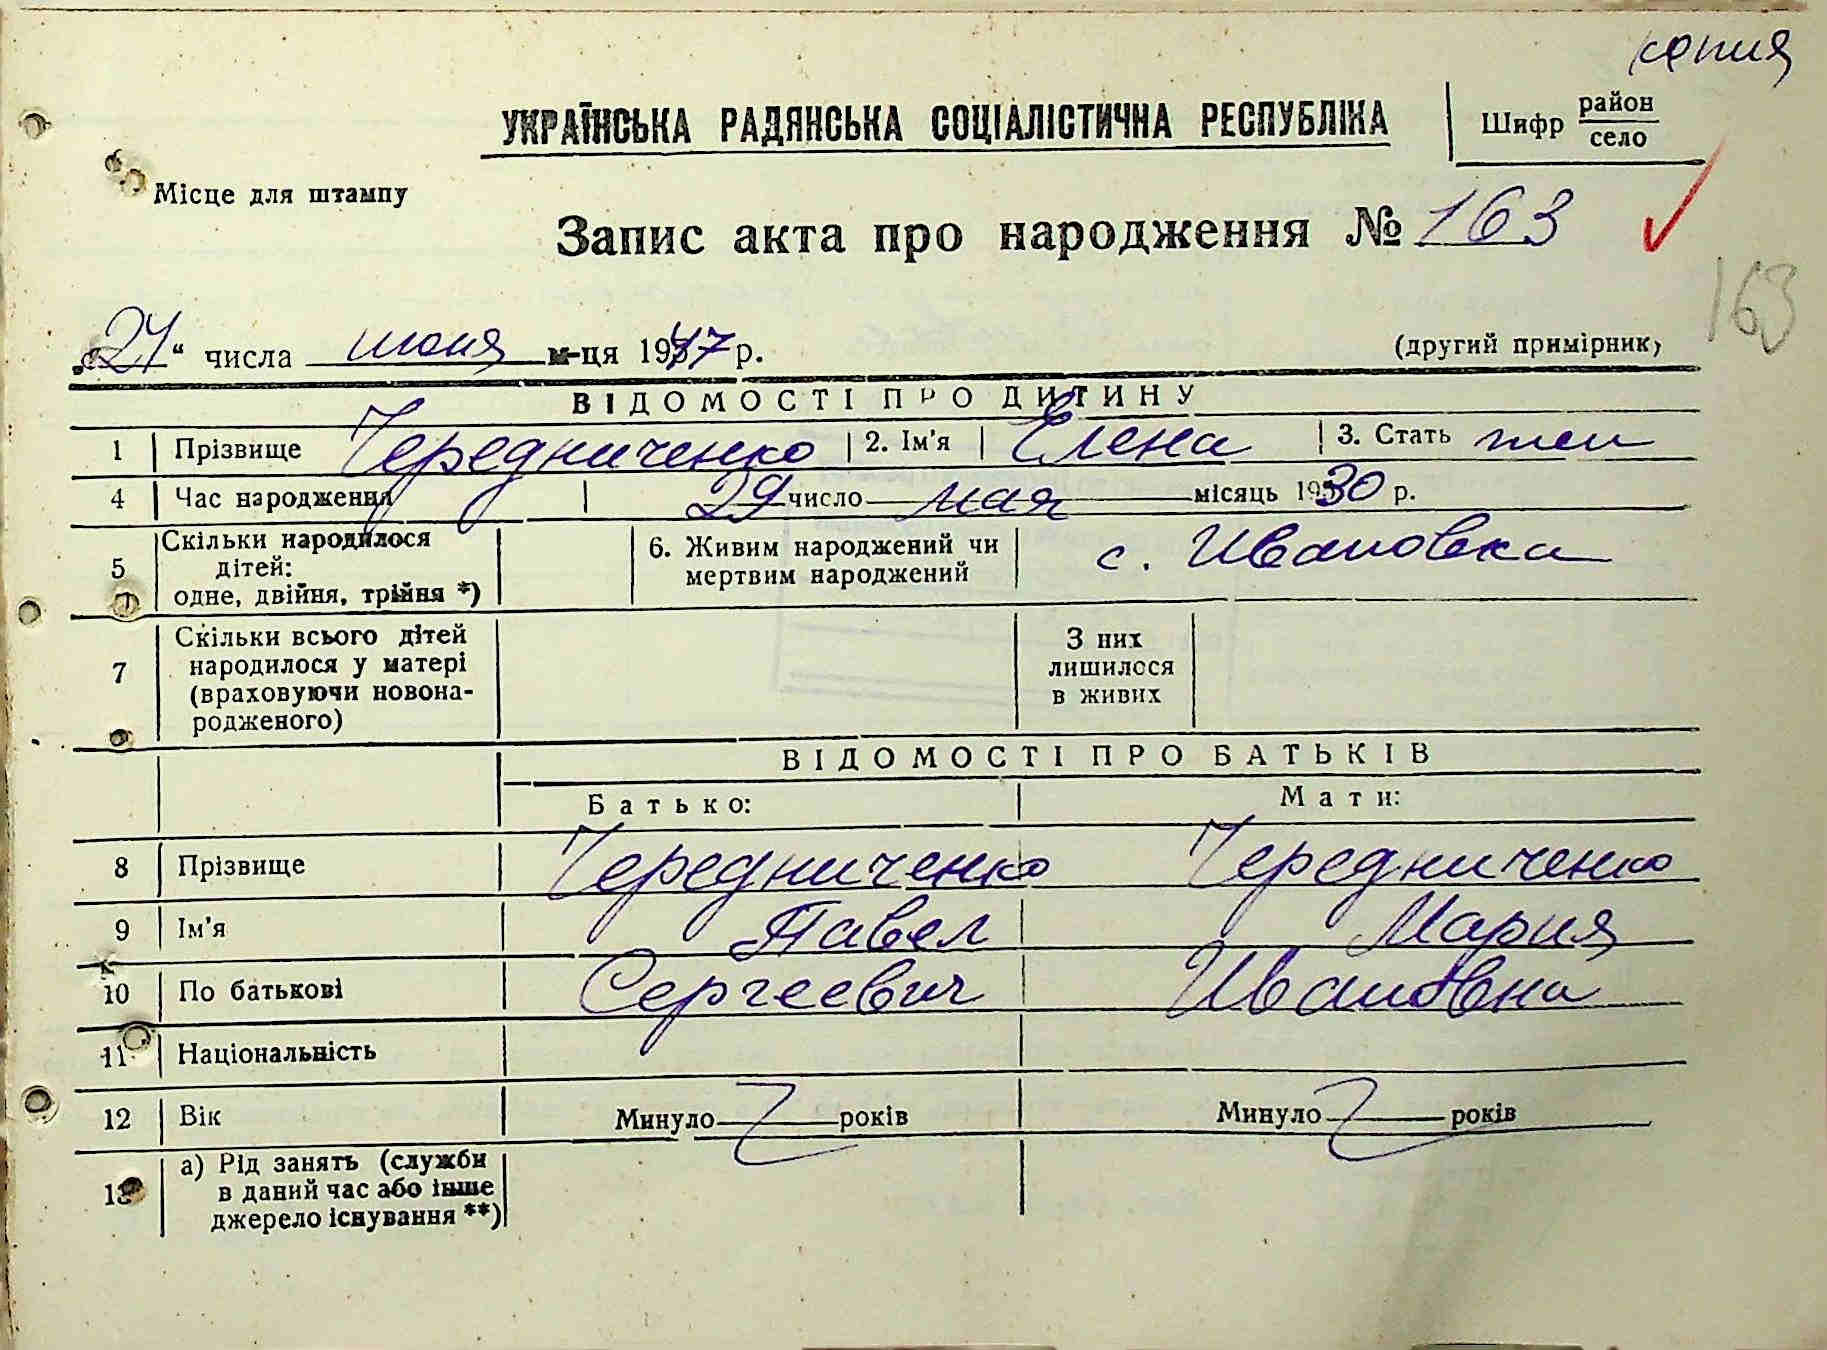 копия
УКРАЇНСЬКА РАДЯНСЬКА СОЦІАЛІСТИЧНА РЕСПУБЛІКА
Шифр район
село
Місце для штампу
Запис акта про народження № 163
163
„27“ числа июня м-ця 1947 р. (другий примірник)
ВІДОМОСТІ ПРО ДИТИНУ
1 Прізвище Чередниченко 2. Ім'я Елена 3. Стать жен
4 Час народження 29 число мая місяць 1930 р.
5 Скільки народилося дітей: одне, двійня, трійня *) 6. Живим народжений чи мертвим народжений с. Ивановка
7 Скільки всього дітей народилося у матері (враховуючи новонародженого) З них лишилося в живих
ВІДОМОСТІ ПРО БАТЬКІВ
Батько: Мати:
8 Прізвище Чередниченко Чередниченко
9 Ім'я Павел Мария
10 По батькові Сергеевич Ивановна
11 Національність
12 Вік Минуло років Минуло років
13 а) Рід занять (служби в даний час або інше джерело існування **)